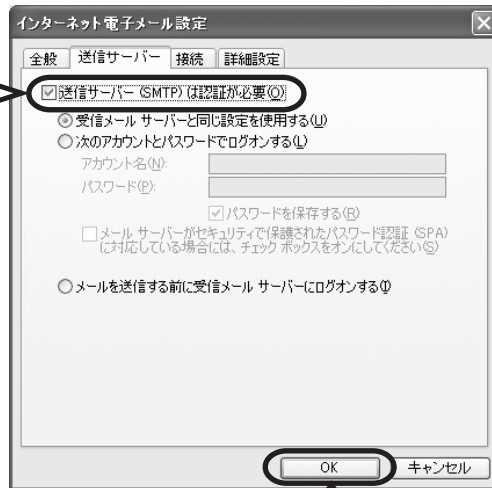 インターネット電子メール設定
全般 送信サーバー 接続 詳細設定
送信サーバー (SMTP) は認証が必要(O)
受信メール サーバーと同じ設定を使用する(U)
次のアカウントとパスワードでログオンする(L)
アカウント名(N):
パスワード(P):
パスワードを保存する(R)
メール サーバーがセキュリティで保護されたパスワード認証 (SPA)
に対応している場合には、チェック ボックスをオンにしてください(S)
メールを送信する前に受信メール サーバーにログオンする(I)
OK キャンセル